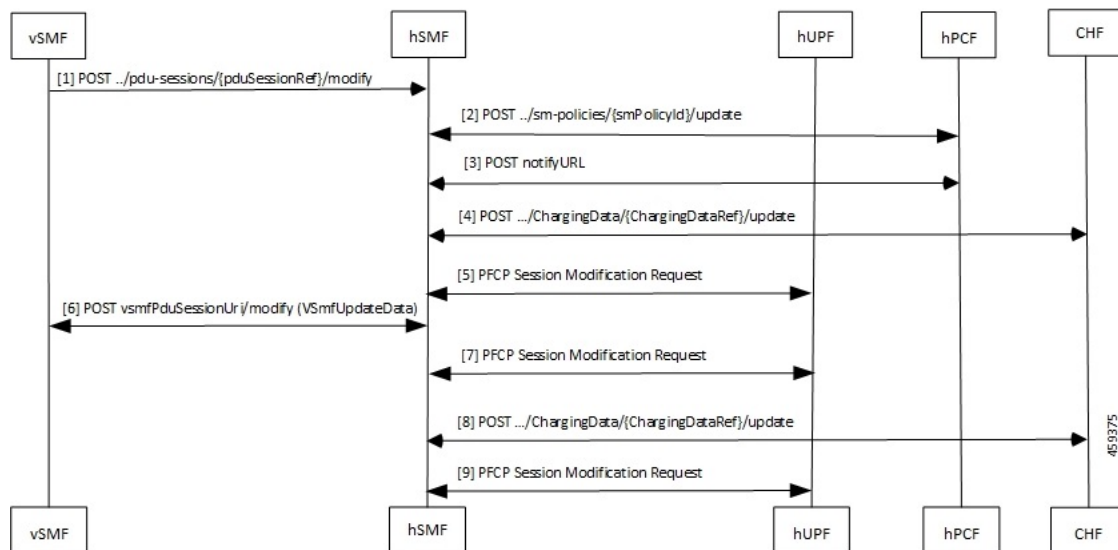 vSMF
hSMF
hUPF
hPCF
CHF
[1] POST ../pdu-sessions/{pduSessionRef}/modify
[2] POST ../sm-policies/{smPolicyId}/update
[3] POST notifyURL
[4] POST .../ChargingData/{ChargingDataRef}/update
[5] PFCP Session Modification Request
[6] POST vsmfPduSessionUri/modify (VSmfUpdateData)
[7] PFCP Session Modification Request
[8] POST .../ChargingData/{ChargingDataRef}/update
[9] PFCP Session Modification Request
459375
vSMF
hSMF
hUPF
hPCF
CHF